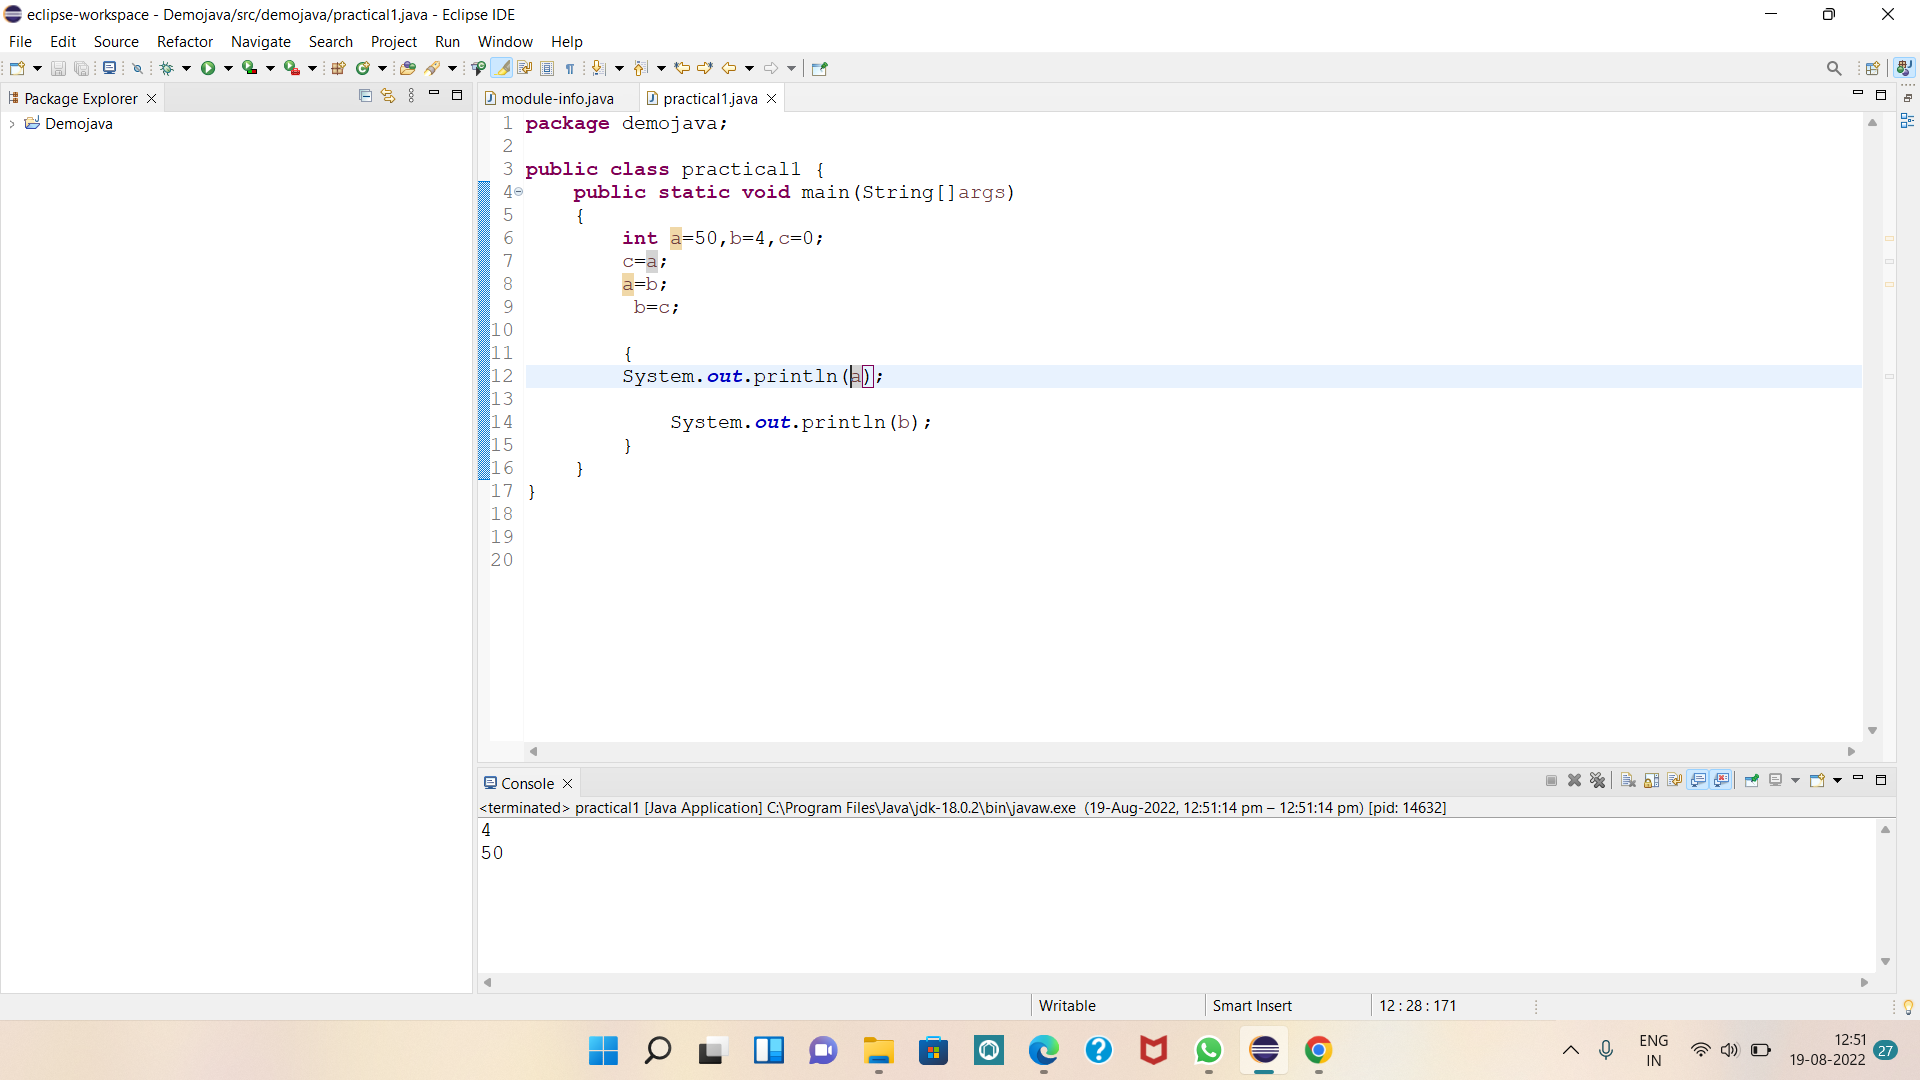 eclipse-workspace - Demojava/src/demojava/practical1.java - Eclipse IDE
File Edit Source Refactor Navigate Search Project Run Window Help
Package Explorer
Demojava
module-info.java practical1.java
1 package demojava;
2
3 public class practical1 {
4 public static void main(String[]args)
5 {
6 int a=50,b=4,c=0;
7 c=a;
8 a=b;
9 b=c;
10
11 {
12 System.out.println(a);
13
14 System.out.println(b);
15 }
16 }
17 }
18
19
20
Console
<terminated> practical1 [Java Application] C:\Program Files\Java\jdk-18.0.2\bin\javaw.exe (19-Aug-2022, 12:51:14 pm – 12:51:14 pm) [pid: 14632]
4
50
Writable Smart Insert 12 : 28 : 171
ENG
IN
12:51
19-08-2022
27